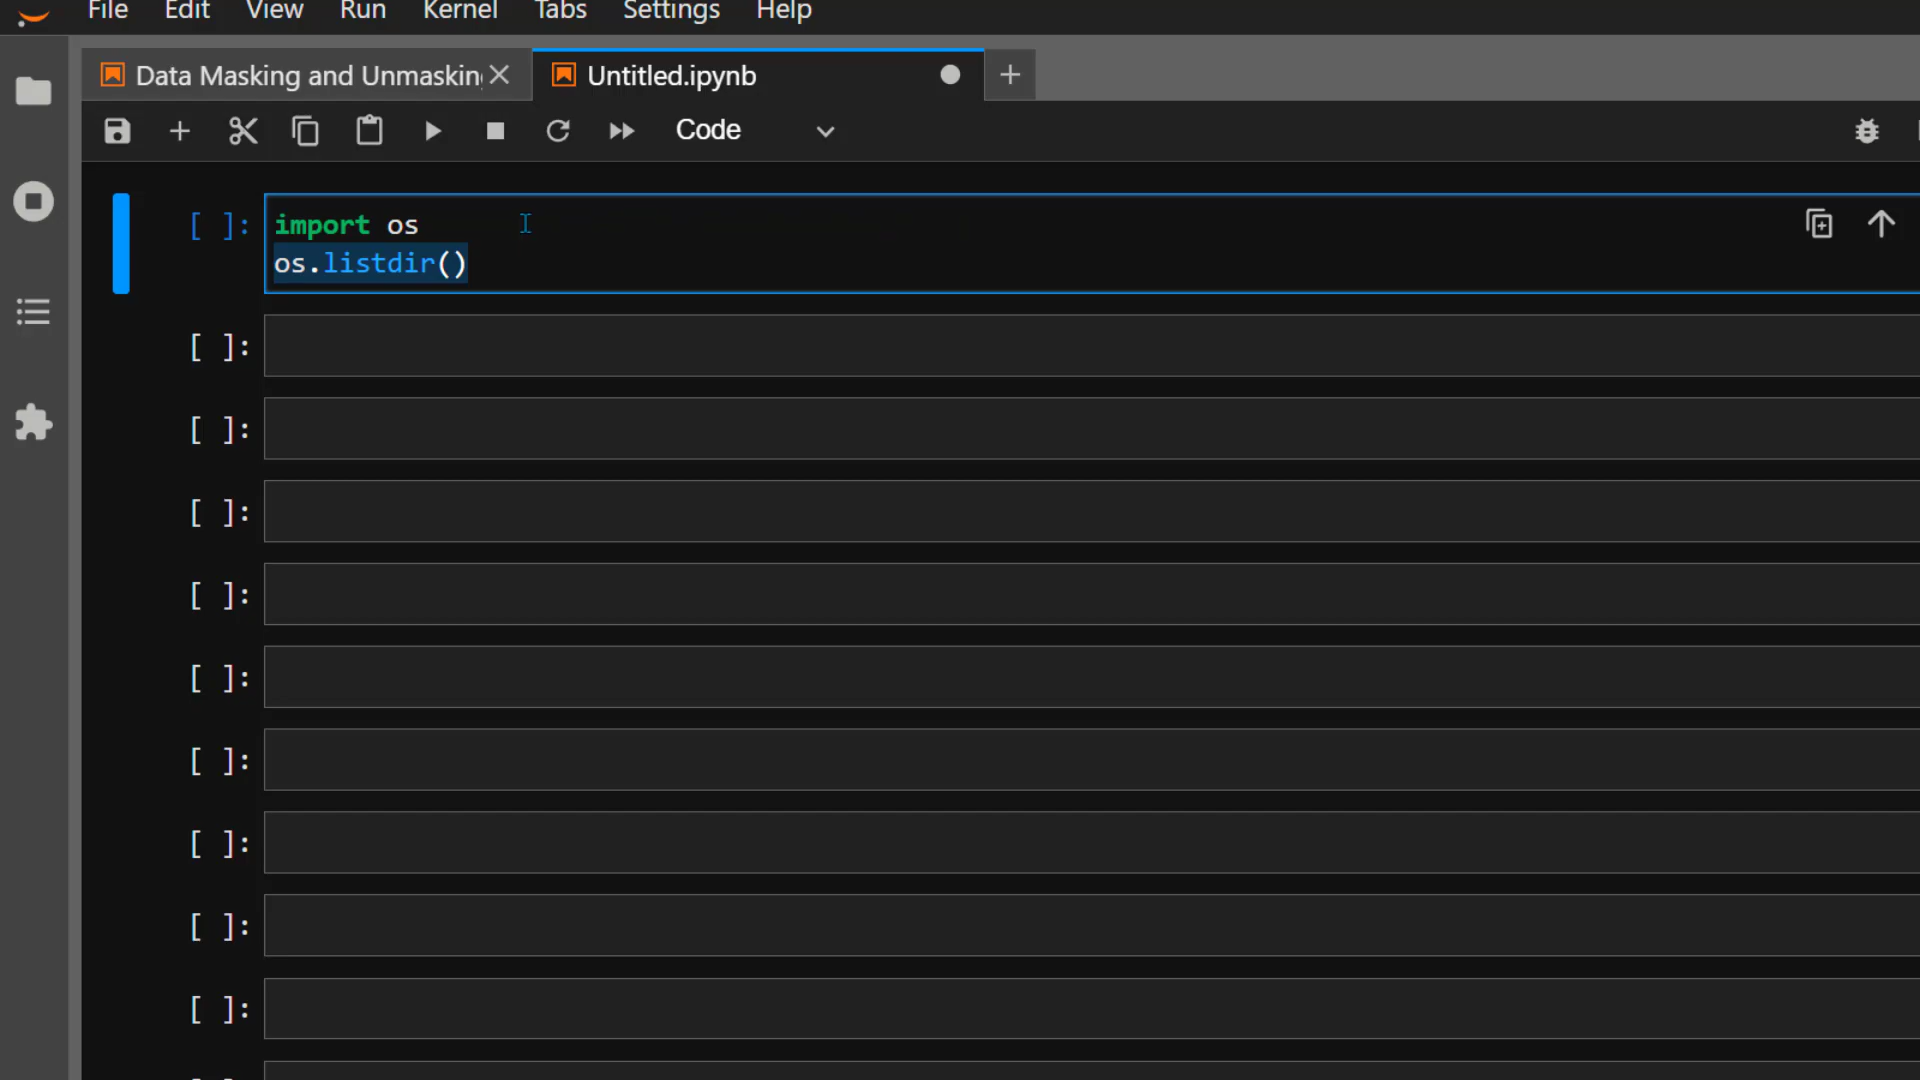 File Edit View Run Kernel Tabs Settings Help
Data Masking and Unmaskin Untitled.ipynb
Code
[ ]: import os
os.listdir()
[ ]:
[ ]:
[ ]:
[ ]:
[ ]:
[ ]:
[ ]:
[ ]:
[ ]: